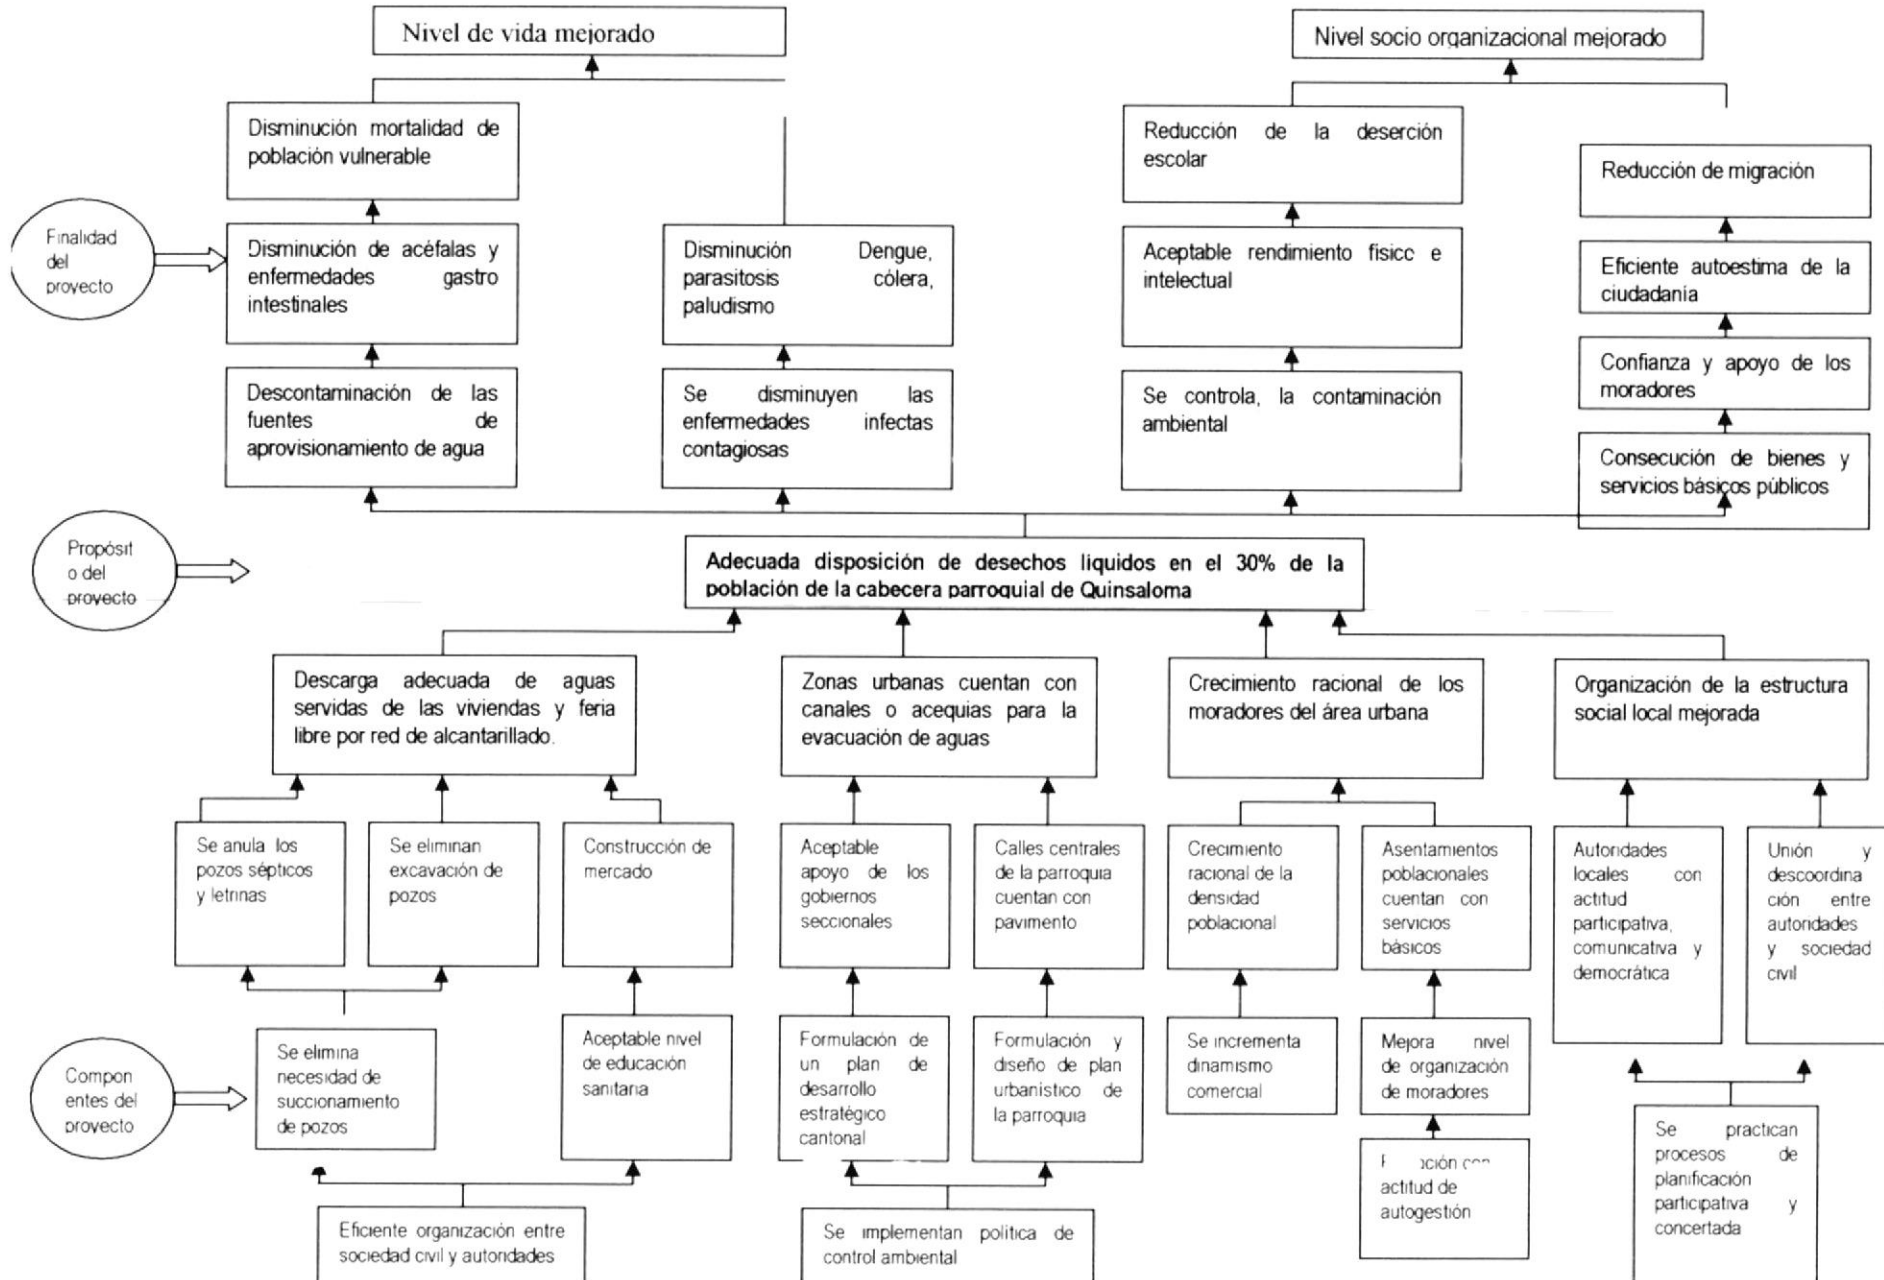 Nivel de vida mejorado
Nivel socio organizacional mejorado
Disminución mortalidad de
población vulnerable
Reducción de la deserción
escolar
Reducción de migración
Finalidad
del
proyecto
Disminución de acéfalas y
enfermedades gastro
intestinales
Disminución Dengue,
parasitosis cólera,
paludismo
Aceptable rendimiento físicc e
intelectual
Eficiente autoestima de la
ciudadanía
Confianza y apoyo de los
moradores
Descontaminación de las
fuentes de
aprovisionamiento de agua
Se disminuyen las
enfermedades infectas
contagiosas
Se controla, la contaminación
ambiental
Consecución de bienes y
servicios básicos públicos
Propósit
o del
proyecto
Adecuada disposición de desechos liquidos en el 30% de la
población de la cabecera parroquial de Quinsaloma
Descarga adecuada de aguas
servidas de las viviendas y feria
libre por red de alcantarillado.
Zonas urbanas cuentan con
canales o acequias para la
evacuación de aguas
Crecimiento racional de los
moradores del área urbana
Organización de la estructura
social local mejorada
Se anula los
pozos sépticos
y letrinas
Se eliminan
excavación de
pozos
Construcción de
mercado
Aceptable
apoyo de los
gobiernos
seccionales
Calles centrales
de la parroquia
cuentan con
pavimento
Crecimiento
racional de la
densidad
poblacional
Asentamientos
poblacionales
cuentan con
servicios
básicos
Autoridades
locales con
actitud
participativa,
comunicativa y
democrática
Unión y
descoordina
ción entre
autoridades
y sociedad
civil
Compon
entes del
proyecto
Se elimina
necesidad de
succionamiento
de pozos
Aceptable nivel
de educación
sanitaria
Formulación de
un plan de
desarrollo
estratégico
cantonal
Formulación y
diseño de plan
urbanístico de
la parroquia
Se incrementa
dinamismo
comercial
Mejora nivel
de organización
de moradores
actitud de
autogestión
Se practican
procesos de
planificación
participativa y
concertada
Eficiente organización entre
sociedad civil y autoridades
Se implementan política de
control ambiental